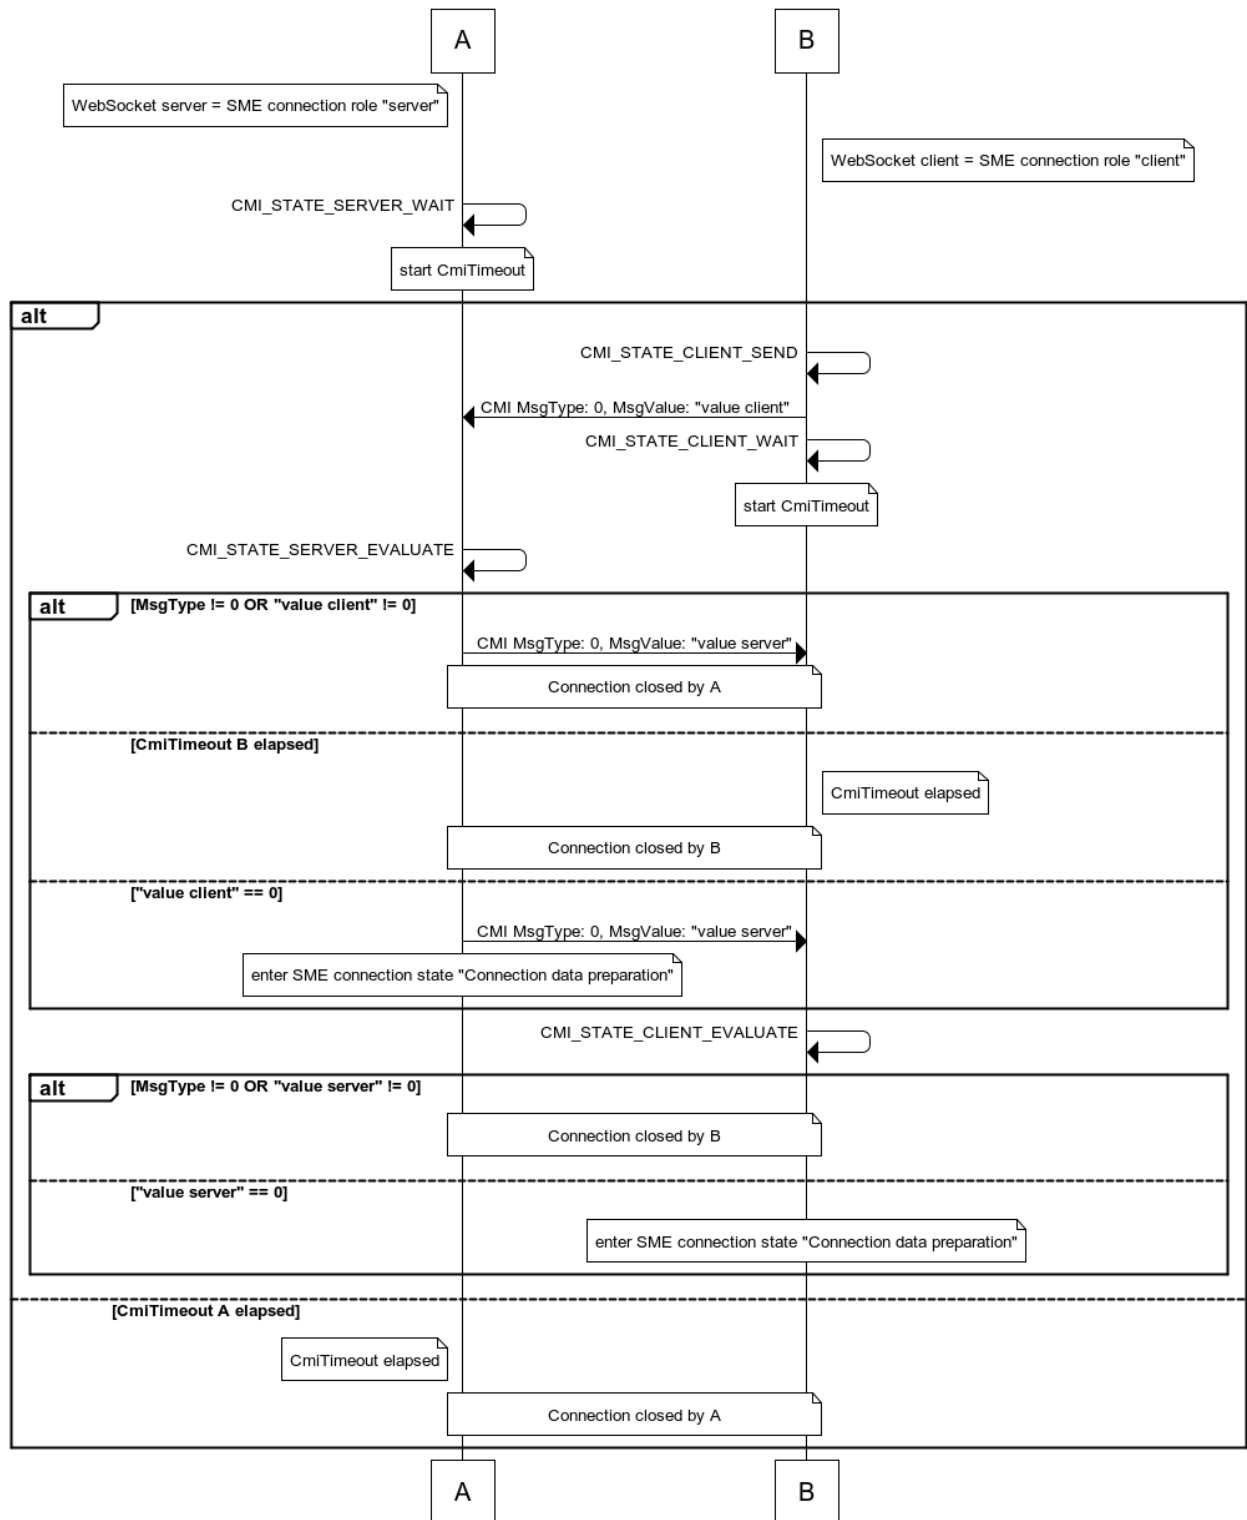 A
B
WebSocket server = SME connection role "server"
WebSocket client = SME connection role "client"
CMI_STATE_SERVER_WAIT
start CmiTimeout
alt
CMI_STATE_CLIENT_SEND
CMI MsgType: 0, MsgValue: "value client"
CMI_STATE_CLIENT_WAIT
start CmiTimeout
CMI_STATE_SERVER_EVALUATE
alt
[MsgType != 0 OR "value client" != 0]
CMI MsgType: 0, MsgValue: "value server"
Connection closed by A
[CmiTimeout B elapsed]
CmiTimeout elapsed
Connection closed by B
["value client" == 0]
CMI MsgType: 0, MsgValue: "value server"
enter SME connection state "Connection data preparation"
CMI_STATE_CLIENT_EVALUATE
alt
[MsgType != 0 OR "value server" != 0]
Connection closed by B
["value server" == 0]
enter SME connection state "Connection data preparation"
[CmiTimeout A elapsed]
CmiTimeout elapsed
Connection closed by A
A
B